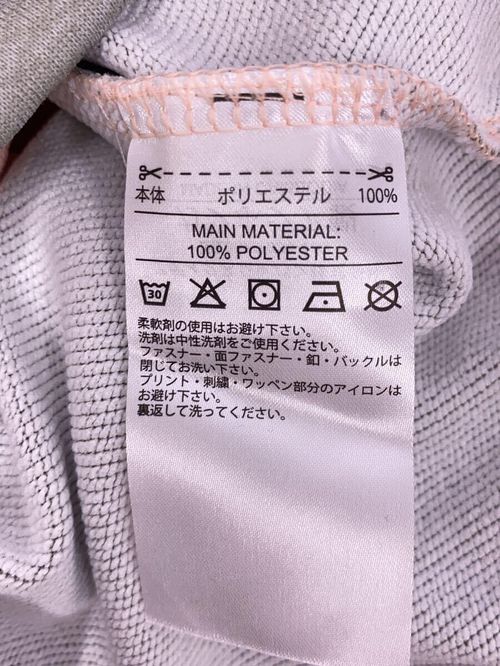 本体 ポリエステル 100%
MAIN MATERIAL:
100% POLYESTER
30
柔軟剤の使用はお避け下さい。
洗剤は中性洗剤をご使用ください。
ファスナー・面ファスナー・釦・バックルは
閉じてお洗い下さい。
プリント・刺繍・ワッペン部分のアイロンは
お避け下さい。
裏返して洗ってください。